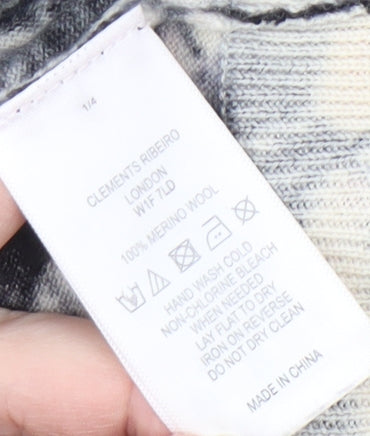 1/4
CLEMENTS RIBEIRO
LONDON
W1F 7LD
100% MERINO WOOL
HAND WASH COLD
NON-CHLORINE BLEACH
WHEN NEEDED
LAY FLAT TO DRY
IRON ON REVERSE
DO NOT DRY CLEAN
MADE IN CHINA